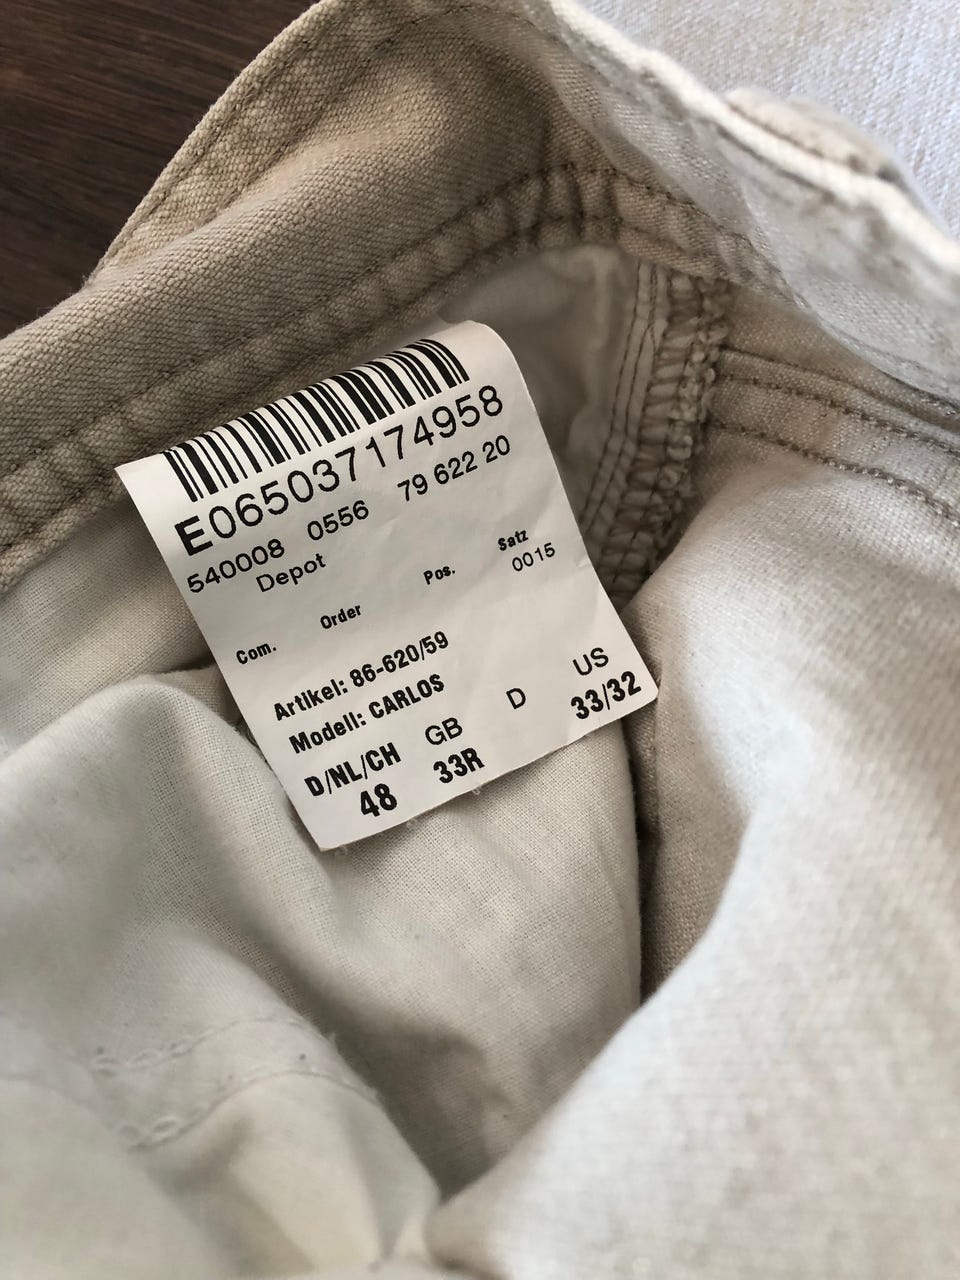 E065037174958
540008 0556 79 622 20
Depot
Com. Order Pos. Satz
0015
Artikel: 86-620/59
Modell: CARLOS
D/NL/CH GB D US
48 33R 33/32